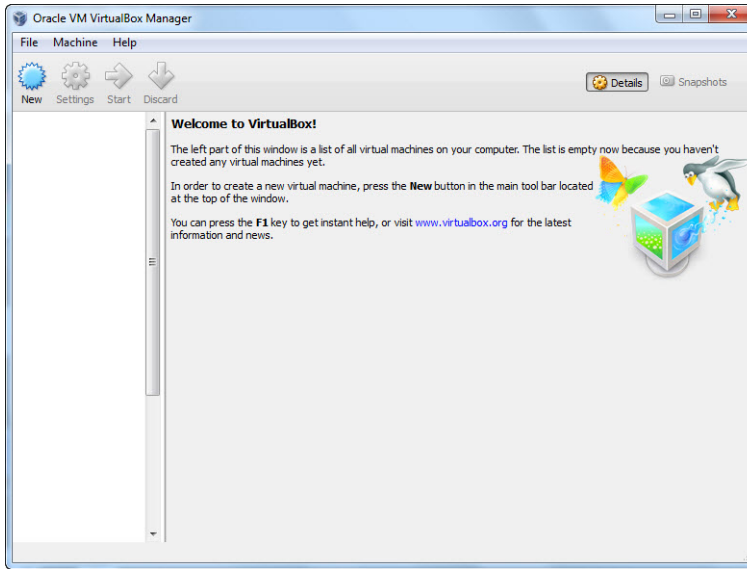 Oracle VM VirtualBox Manager
File Machine Help
New Settings Start Discard
Details Snapshots
Welcome to VirtualBox!
The left part of this window is a list of all virtual machines on your computer. The list is empty now because you haven't
created any virtual machines yet.
In order to create a new virtual machine, press the New button in the main tool bar located
at the top of the window.
You can press the F1 key to get instant help, or visit www.virtualbox.org for the latest
information and news.